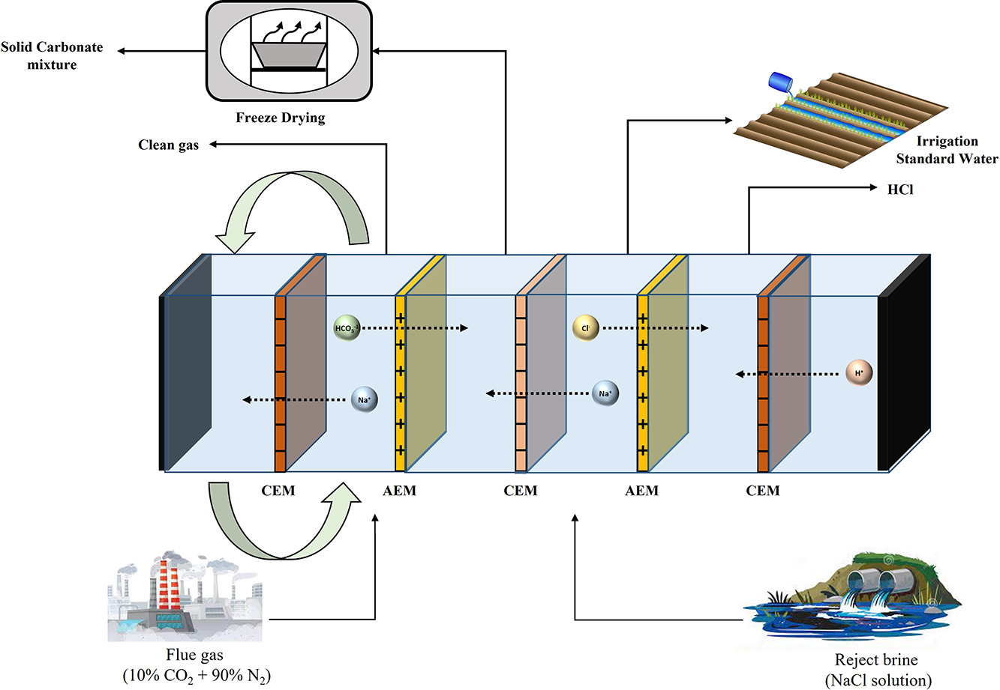 Solid Carbonate
mixture
Freeze Drying
Clean gas
Irrigation
Standard Water
HCl
HCO₃⁻¹
Cl⁻
Na⁺
Na⁺
H⁺
CEM
AEM
CEM
AEM
CEM
Flue gas
(10% CO₂ + 90% N₂)
Reject brine
(NaCl solution)